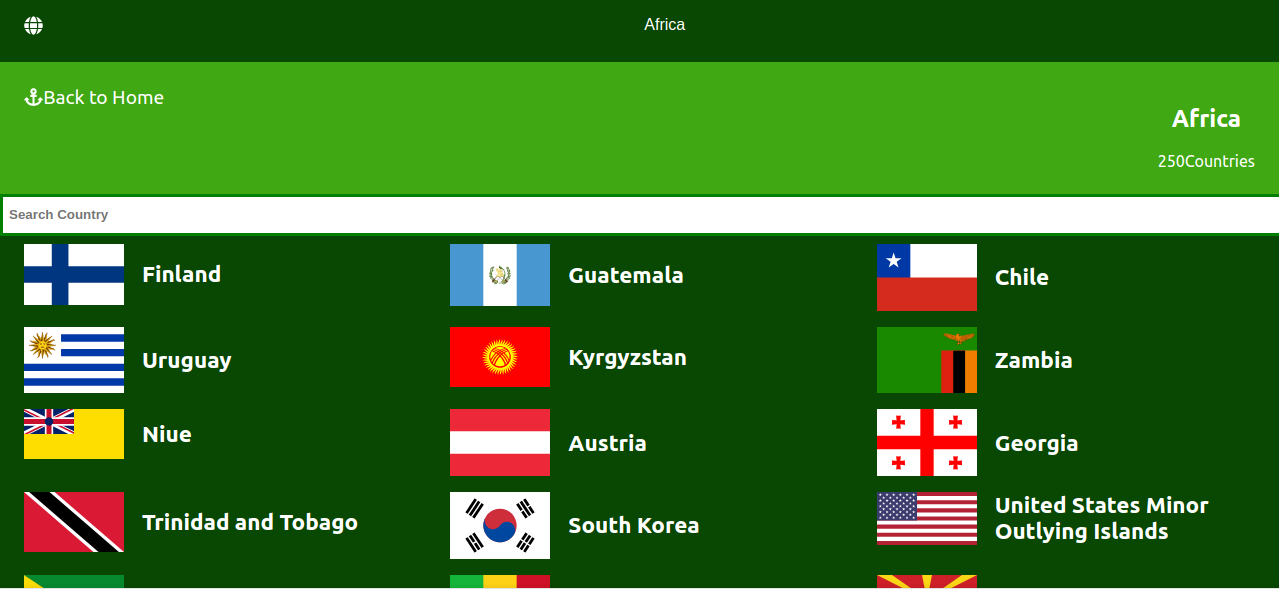 Africa
Back to Home
Africa
250Countries
Search Country
Finland
Guatemala
Chile
Uruguay
Kyrgyzstan
Zambia
Niue
Austria
Georgia
Trinidad and Tobago
South Korea
United States Minor
Outlying Islands